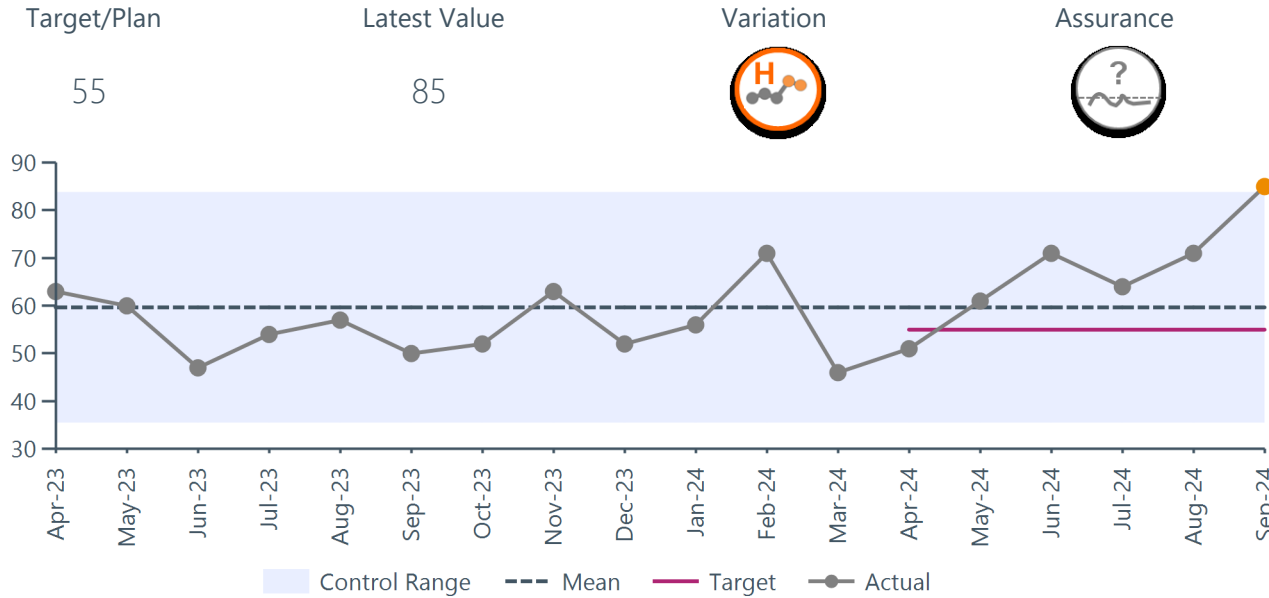 Target/Plan Latest Value Variation Assurance
55 85
H ?
90
80
70
60
50
40
30
Apr-23 May-23 Jun-23 Jul-23 Aug-23 Sep-23 Oct-23 Nov-23 Dec-23 Jan-24 Feb-24 Mar-24 Apr-24 May-24 Jun-24 Jul-24 Aug-24 Sep-24
Control Range Mean Target Actual